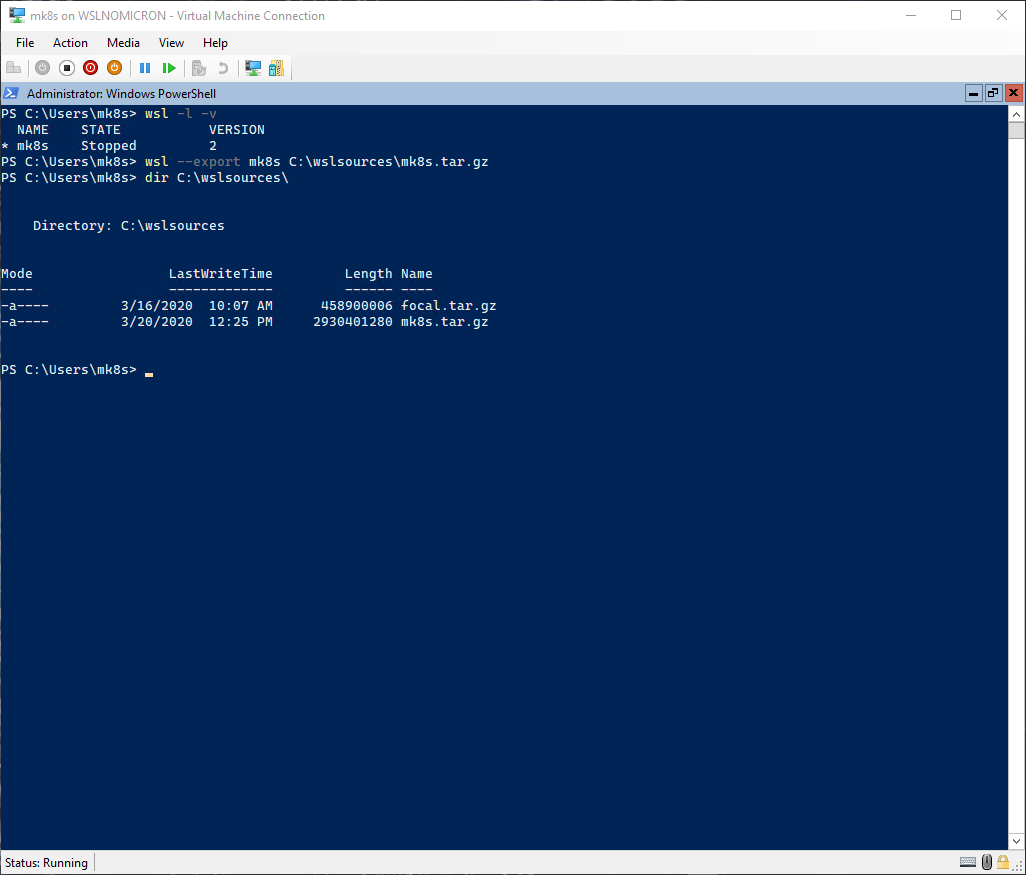 mk8s on WSLNOMICRON - Virtual Machine Connection
File Action Media View Help
Administrator: Windows PowerShell
PS C:\Users\mk8s> wsl -l -v
  NAME    STATE           VERSION
* mk8s    Stopped         2
PS C:\Users\mk8s> wsl --export mk8s C:\wslsources\mk8s.tar.gz
PS C:\Users\mk8s> dir C:\wslsources\
    Directory: C:\wslsources
Mode                 LastWriteTime         Length Name
----                 -------------         ------ ----
-a----         3/16/2020  10:07 AM      458900006 focal.tar.gz
-a----         3/20/2020  12:25 PM     2930401280 mk8s.tar.gz
PS C:\Users\mk8s>
Status: Running